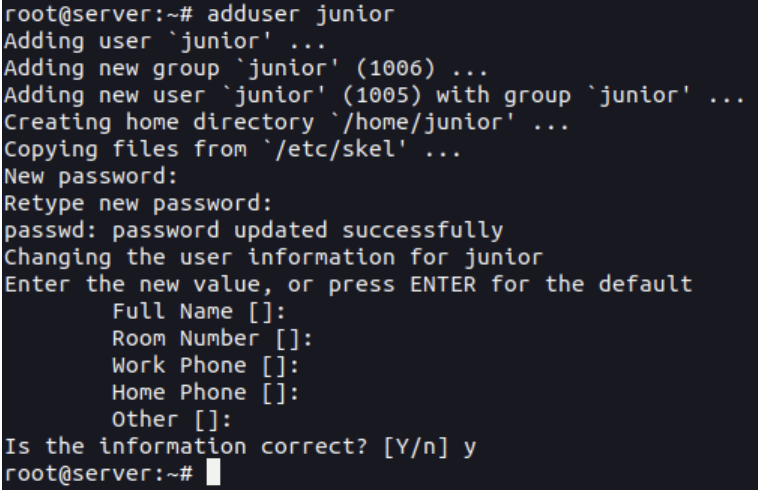 root@server:~# adduser junior
Adding user `junior' ...
Adding new group `junior' (1006) ...
Adding new user `junior' (1005) with group `junior' ...
Creating home directory `/home/junior' ...
Copying files from `/etc/skel' ...
New password:
Retype new password:
passwd: password updated successfully
Changing the user information for junior
Enter the new value, or press ENTER for the default
        Full Name []:
        Room Number []:
        Work Phone []:
        Home Phone []:
        Other []:
Is the information correct? [Y/n] y
root@server:~#